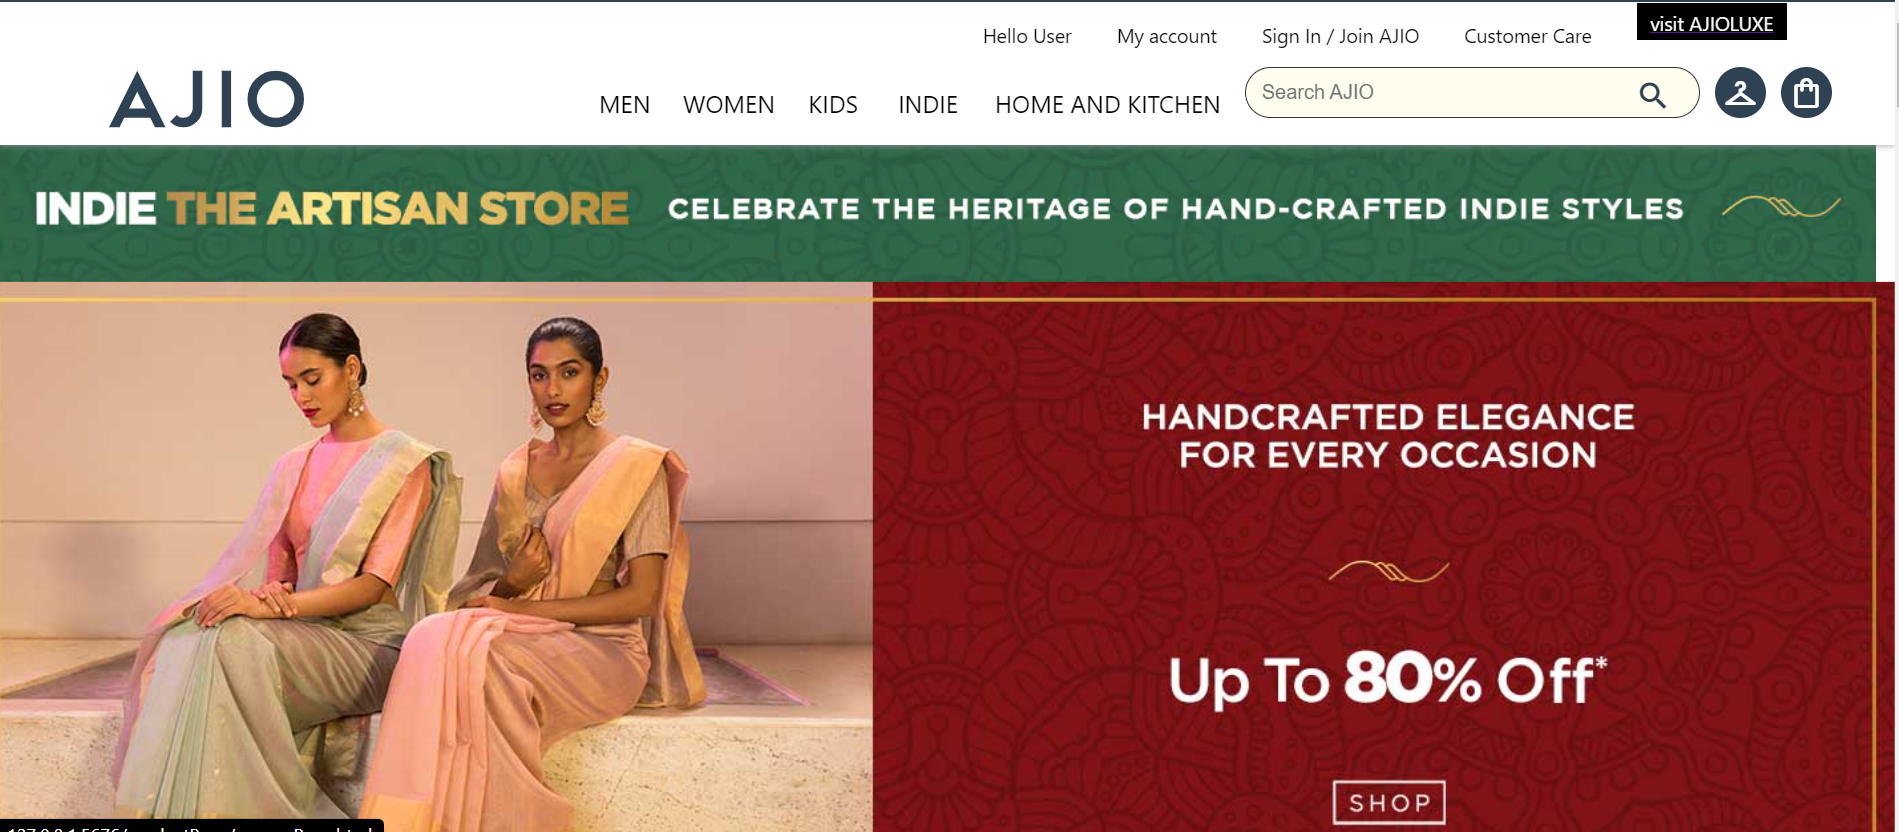 Hello User My account Sign In / Join AJIO Customer Care visit AJIOLUXE
AJIO MEN WOMEN KIDS INDIE HOME AND KITCHEN Search AJIO
INDIE THE ARTISAN STORE CELEBRATE THE HERITAGE OF HAND-CRAFTED INDIE STYLES
HANDCRAFTED ELEGANCE
FOR EVERY OCCASION
Up To 80% Off*
SHOP